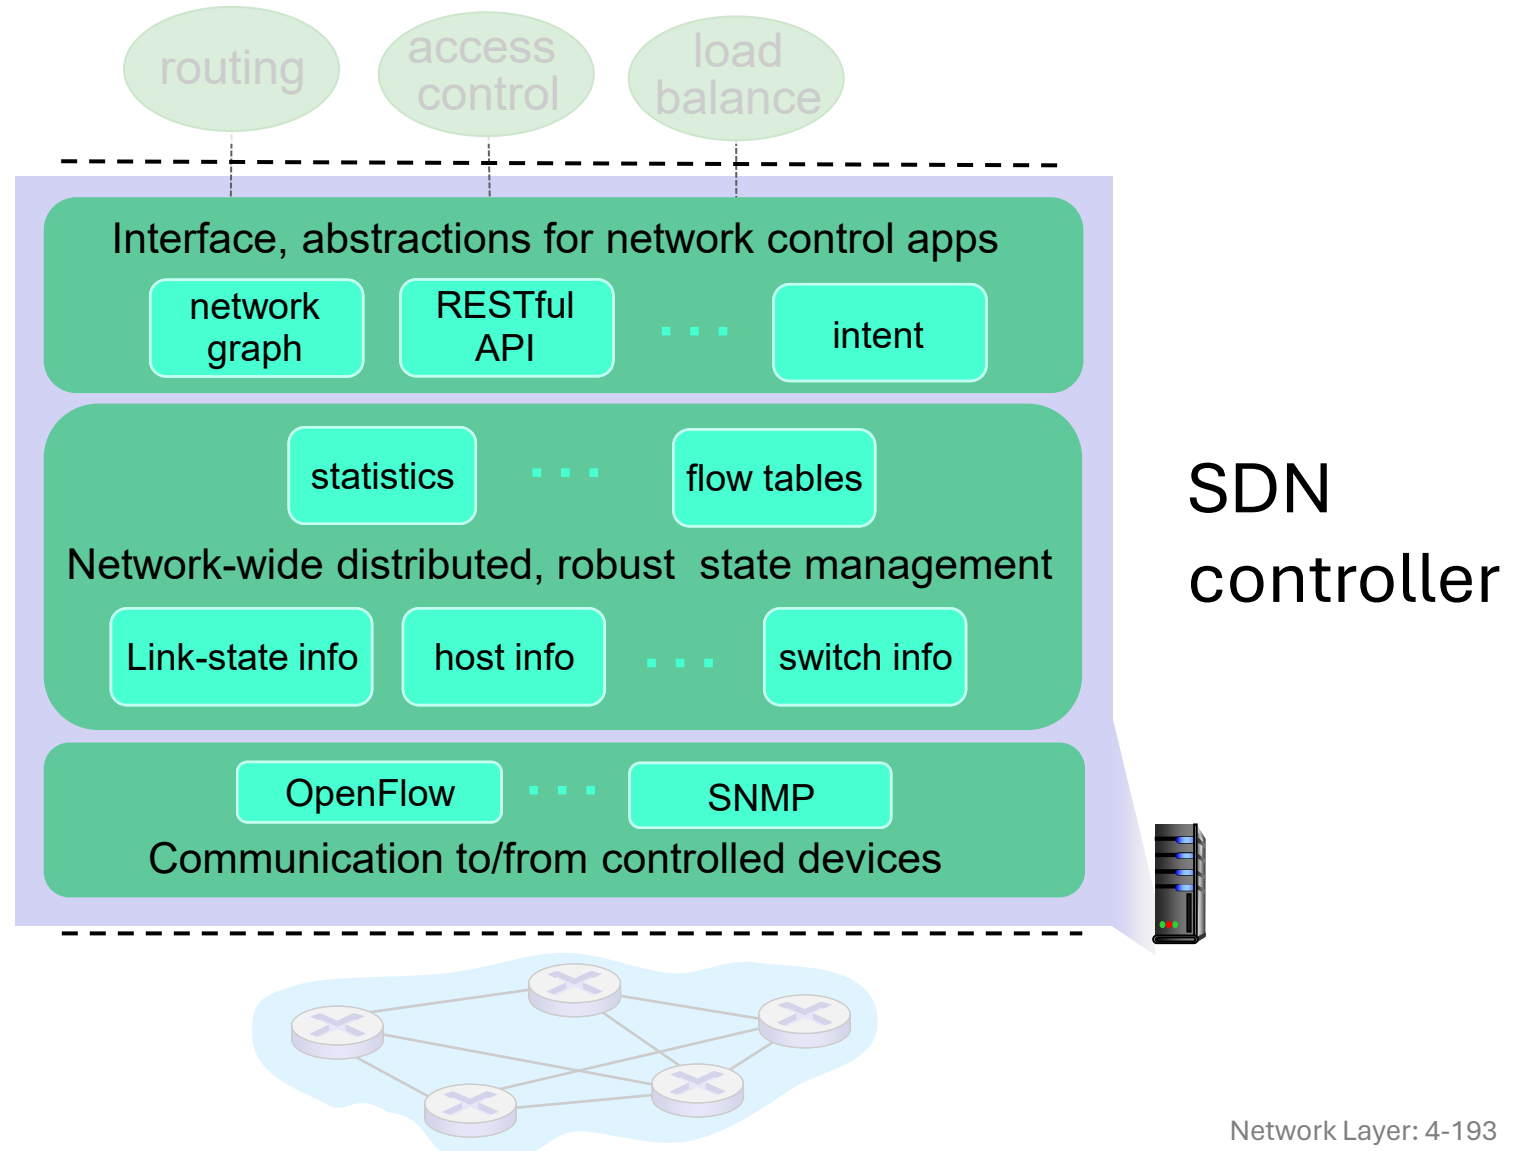 routing
access
control
load
balance
Interface, abstractions for network control apps
network
graph
RESTful
API
intent
statistics
flow tables
Network-wide distributed, robust  state management
Link-state info
host info
switch info
OpenFlow
SNMP
Communication to/from controlled devices
SDN
controller
Network Layer: 4-193